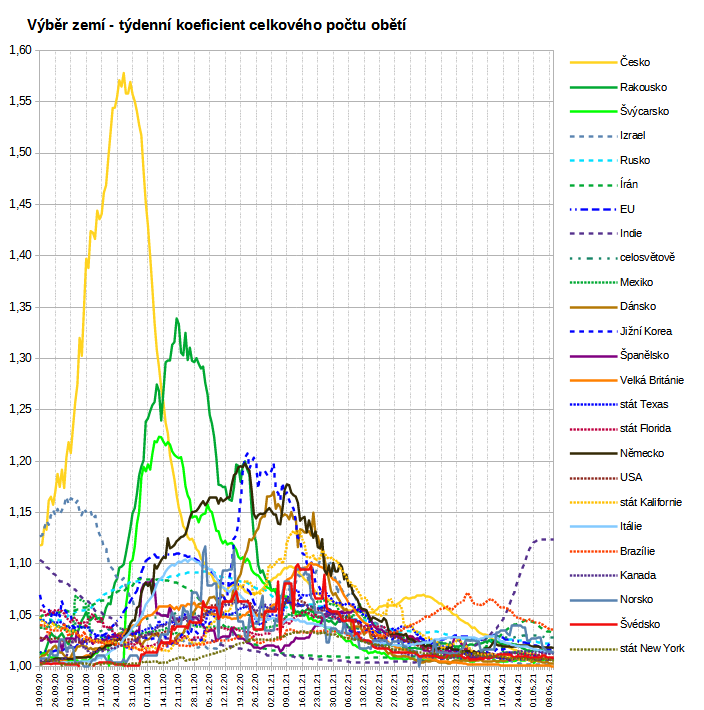 Výběr zemí - týdenní koeficient celkového počtu obětí
1,60
1,55
1,50
1,45
1,40
1,35
1,30
1,25
1,20
1,15
1,10
1,05
1,00
Česko
Rakousko
Švýcarsko
Izrael
Rusko
Írán
EU
Indie
celosvětově
Mexiko
Dánsko
Jižní Korea
Španělsko
Velká Británie
stát Texas
stát Florida
Německo
USA
stát Kalifornie
Itálie
Brazílie
Kanada
Norsko
Švédsko
stát New York
19.09.20
26.09.20
03.10.20
10.10.20
17.10.20
24.10.20
31.10.20
07.11.20
14.11.20
21.11.20
28.11.20
05.12.20
12.12.20
19.12.20
26.12.20
02.01.21
09.01.21
16.01.21
23.01.21
30.01.21
06.02.21
13.02.21
20.02.21
27.02.21
06.03.21
13.03.21
20.03.21
27.03.21
03.04.21
10.04.21
17.04.21
24.04.21
01.05.21
08.05.21